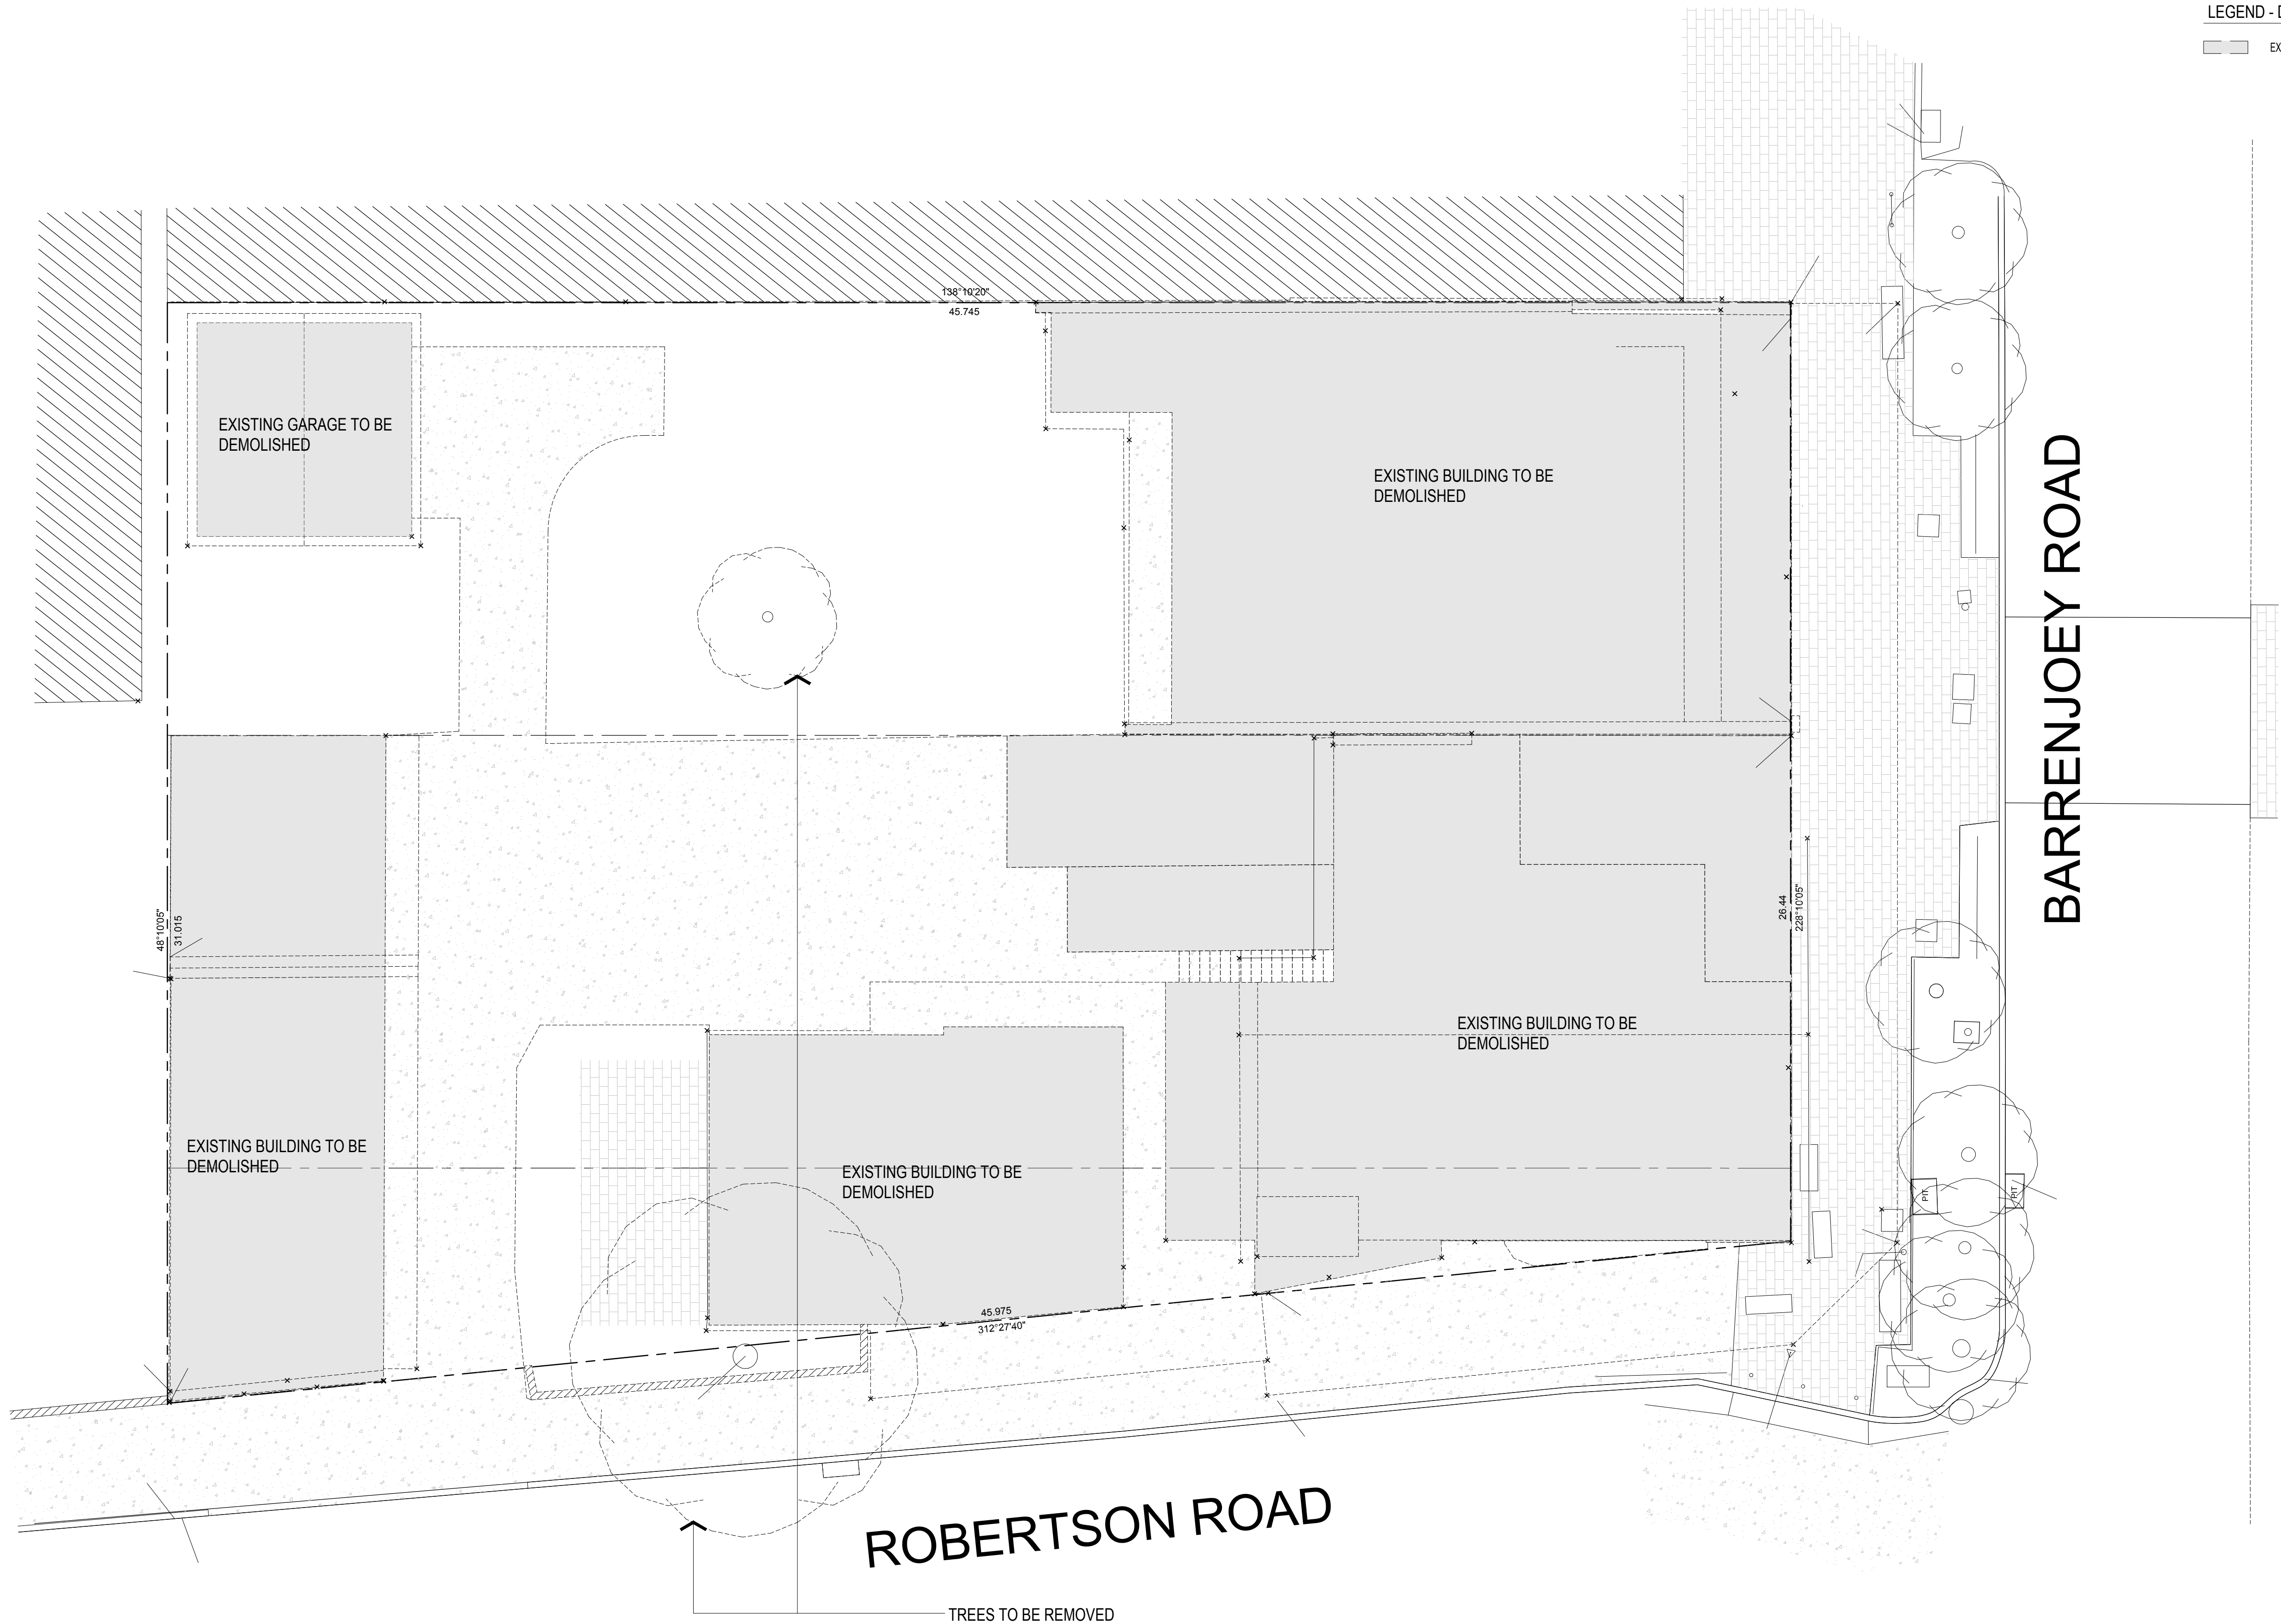 LEGEND - D
EX
138°10'20"
45.745
EXISTING GARAGE TO BE
DEMOLISHED
EXISTING BUILDING TO BE
DEMOLISHED
BARRENJOEY ROAD
48°10'05"
31.015
26.44
228°10'05"
EXISTING BUILDING TO BE
DEMOLISHED
EXISTING BUILDING TO BE
DEMOLISHED
EXISTING BUILDING TO BE
DEMOLISHED
PIT
PIT
45.975
312°27'40"
ROBERTSON ROAD
TREES TO BE REMOVED